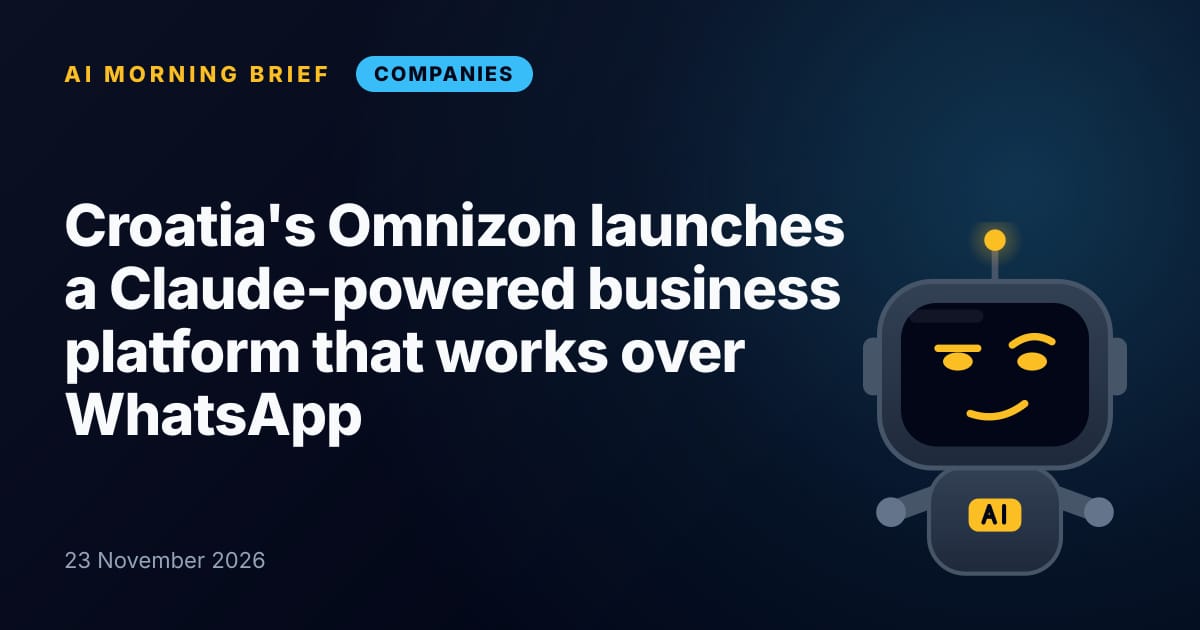 AI MORNING BRIEF
COMPANIES
Croatia's Omnizon launches
a Claude-powered business
platform that works over
WhatsApp
AI
23 November 2026